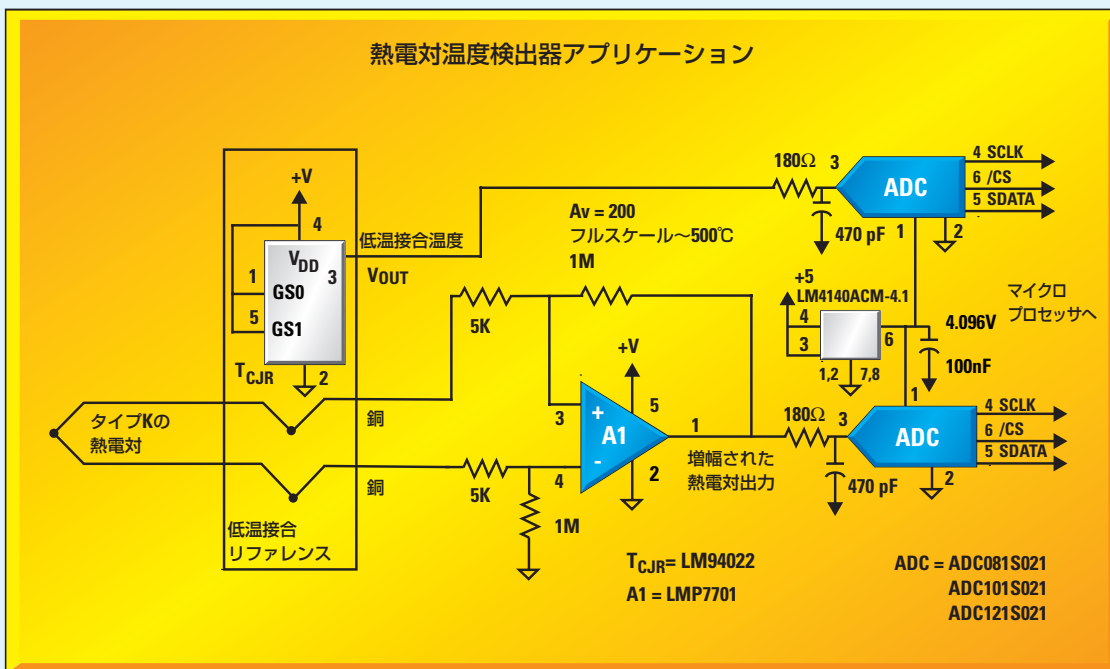 熱電対温度検出器アプリケーション
+V
4
VDD
3
1
GS0
5
GS1
2
TCJR
低温接合温度
VOUT
タイプKの
熱電対
銅
銅
低温接合
リファレンス
5K
5K
Av = 200
フルスケール～500℃
1M
+V
3
+
5
A1
1
4
-
2
1M
増幅された
熱電対出力
180Ω
3
ADC
4 SCLK
6 /CS
5 SDATA
470 pF
1
2
+5
LM4140ACM-4.1
4
3
6
1,2
7,8
4.096V
100nF
マイクロ
プロセッサへ
180Ω
3
1
ADC
4 SCLK
6 /CS
5 SDATA
470 pF
2
TCJR= LM94022
A1 = LMP7701
ADC = ADC081S021
ADC101S021
ADC121S021